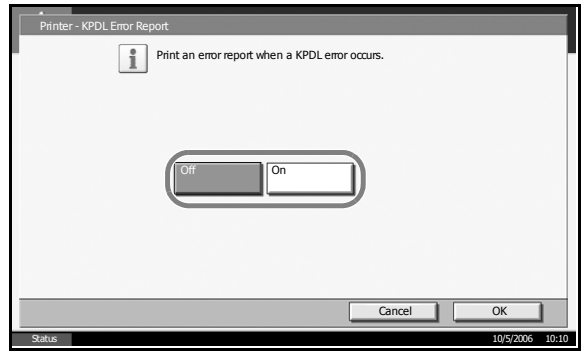 Printer - KPDL Error Report
Print an error report when a KPDL error occurs.
Off On
Cancel OK
Status 10/5/2006 10:10